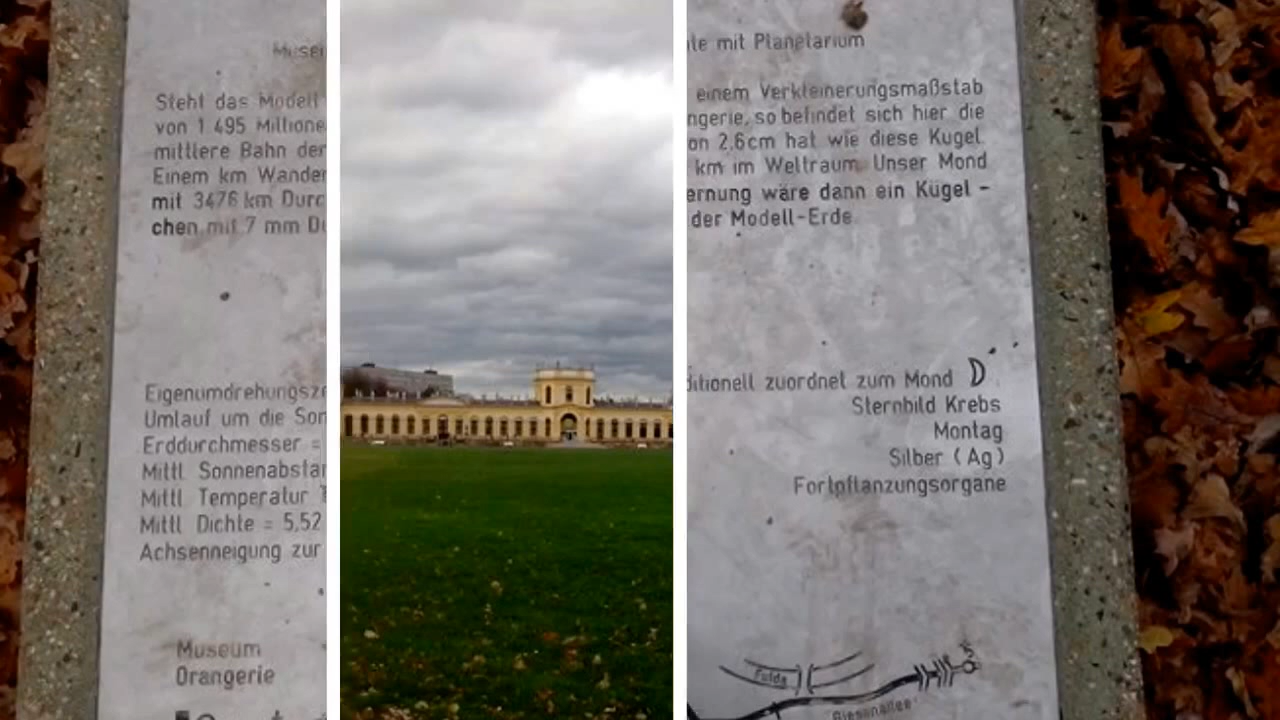 Steht das Modell
von 1 495 Millione
mittlere Bahn der
Einem km Wander
mit 3476 km Durc
chen mit 7 mm Du
Eigenumdrehungsze
Umlauf um die Son
Erddurchmesser =
Mittl Sonnenabstan
Mittl Temperatur
Mittl Dichte = 5,52
Achsenneigung zur
Museum
Orangerie
te mit Planetarium
einem Verkleinerungsmaßstab
ngerie, so befindet sich hier die
on 2,6cm hat wie diese Kugel.
km im Weltraum. Unser Mond
ernung wäre dann ein Kügel -
der Modell-Erde.
ditionell zuordnet zum Mond
Sternbild Krebs
Montag
Silber (Ag)
Fortpflanzungsorgane
Fulda